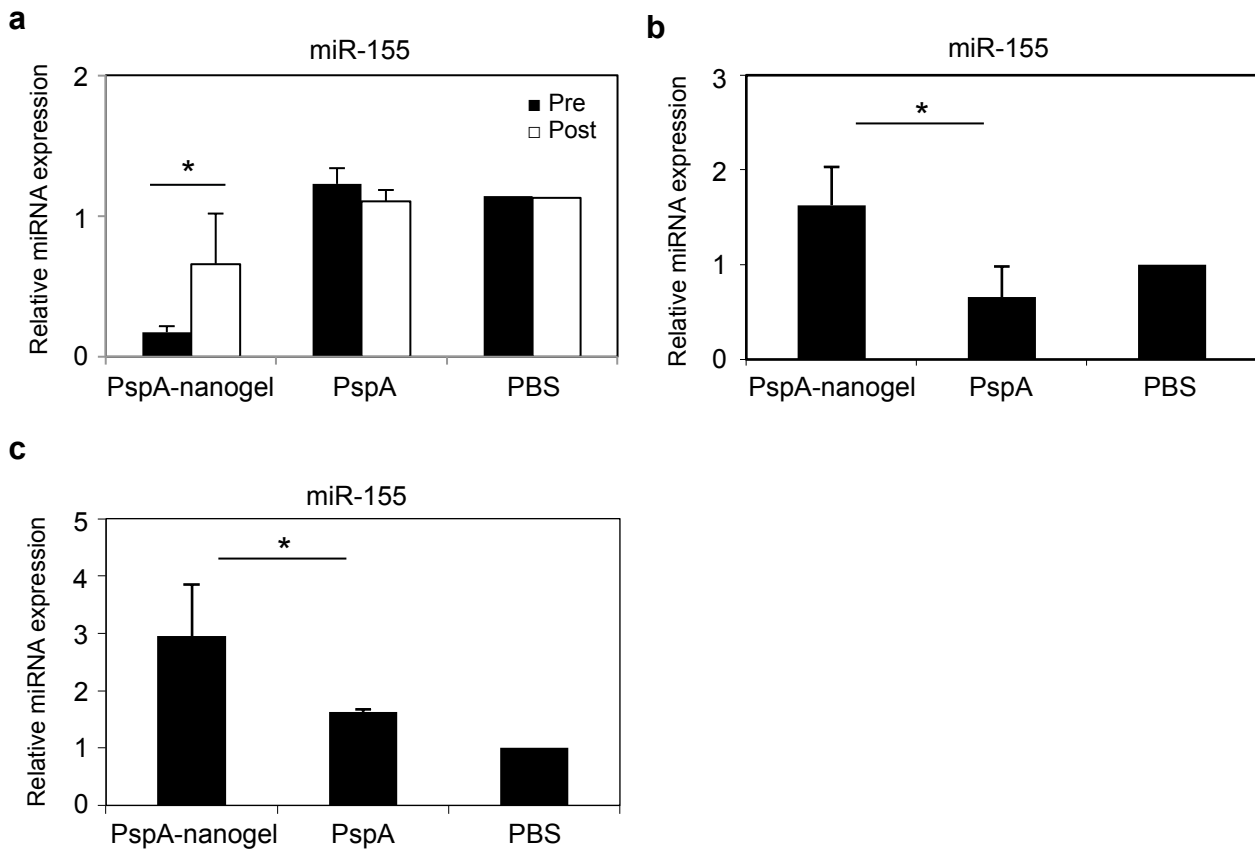 a
miR-155
Relative miRNA expression
2
1
0
Pre
Post
*
PspA-nanogel PspA PBS
b
miR-155
Relative miRNA expression
3
2
1
0
*
PspA-nanogel PspA PBS
c
miR-155
Relative miRNA expression
5
4
3
2
1
0
*
PspA-nanogel PspA PBS